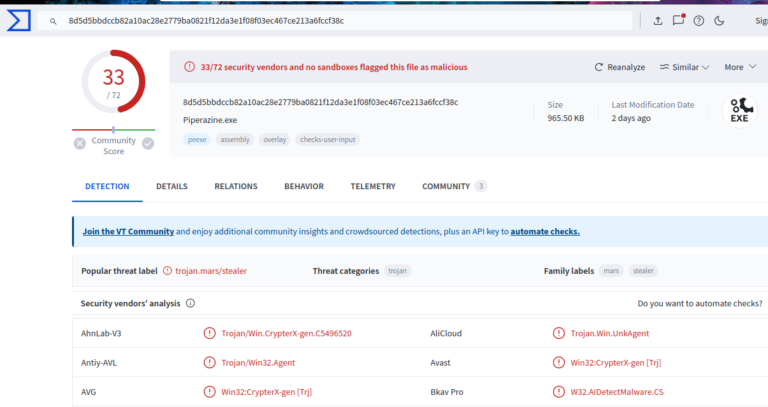 8d5d5bbdccb82a10ac28e2779ba0821f12da3e1f08f03ec467ce213a6fccf38c
Sig
33
/ 72
Community
Score
33/72 security vendors and no sandboxes flagged this file as malicious
Reanalyze
Similar
More
8d5d5bbdccb82a10ac28e2779ba0821f12da3e1f08f03ec467ce213a6fccf38c
Piperazine.exe
peexe
assembly
overlay
checks-user-input
Size
965.50 KB
Last Modification Date
2 days ago
EXE
DETECTION
DETAILS
RELATIONS
BEHAVIOR
TELEMETRY
COMMUNITY 3
Join the VT Community and enjoy additional community insights and crowdsourced detections, plus an API key to automate checks.
Popular threat label trojan.mars/stealer
Threat categories trojan
Family labels mars stealer
Security vendors' analysis
Do you want to automate checks?
AhnLab-V3 Trojan/Win.CrypterX-gen.C5496520
AliCloud Trojan.Win.UnkAgent
Antiy-AVL Trojan/Win32.Agent
Avast Win32:CrypterX-gen [Trj]
AVG Win32:CrypterX-gen [Trj]
Bkav Pro W32.AIDetectMalware.CS